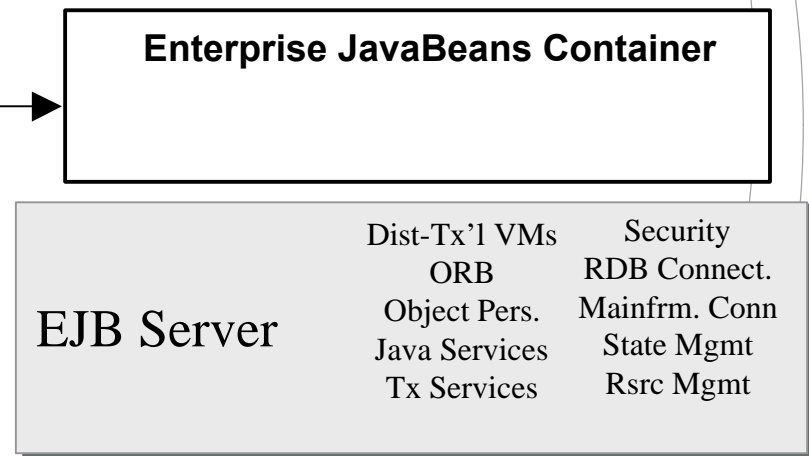 Enterprise JavaBeans Container
EJB Server
Dist-Tx'l VMs
ORB
Object Pers.
Java Services
Tx Services
Security
RDB Connect.
Mainfrm. Conn
State Mgmt
Rsrc Mgmt